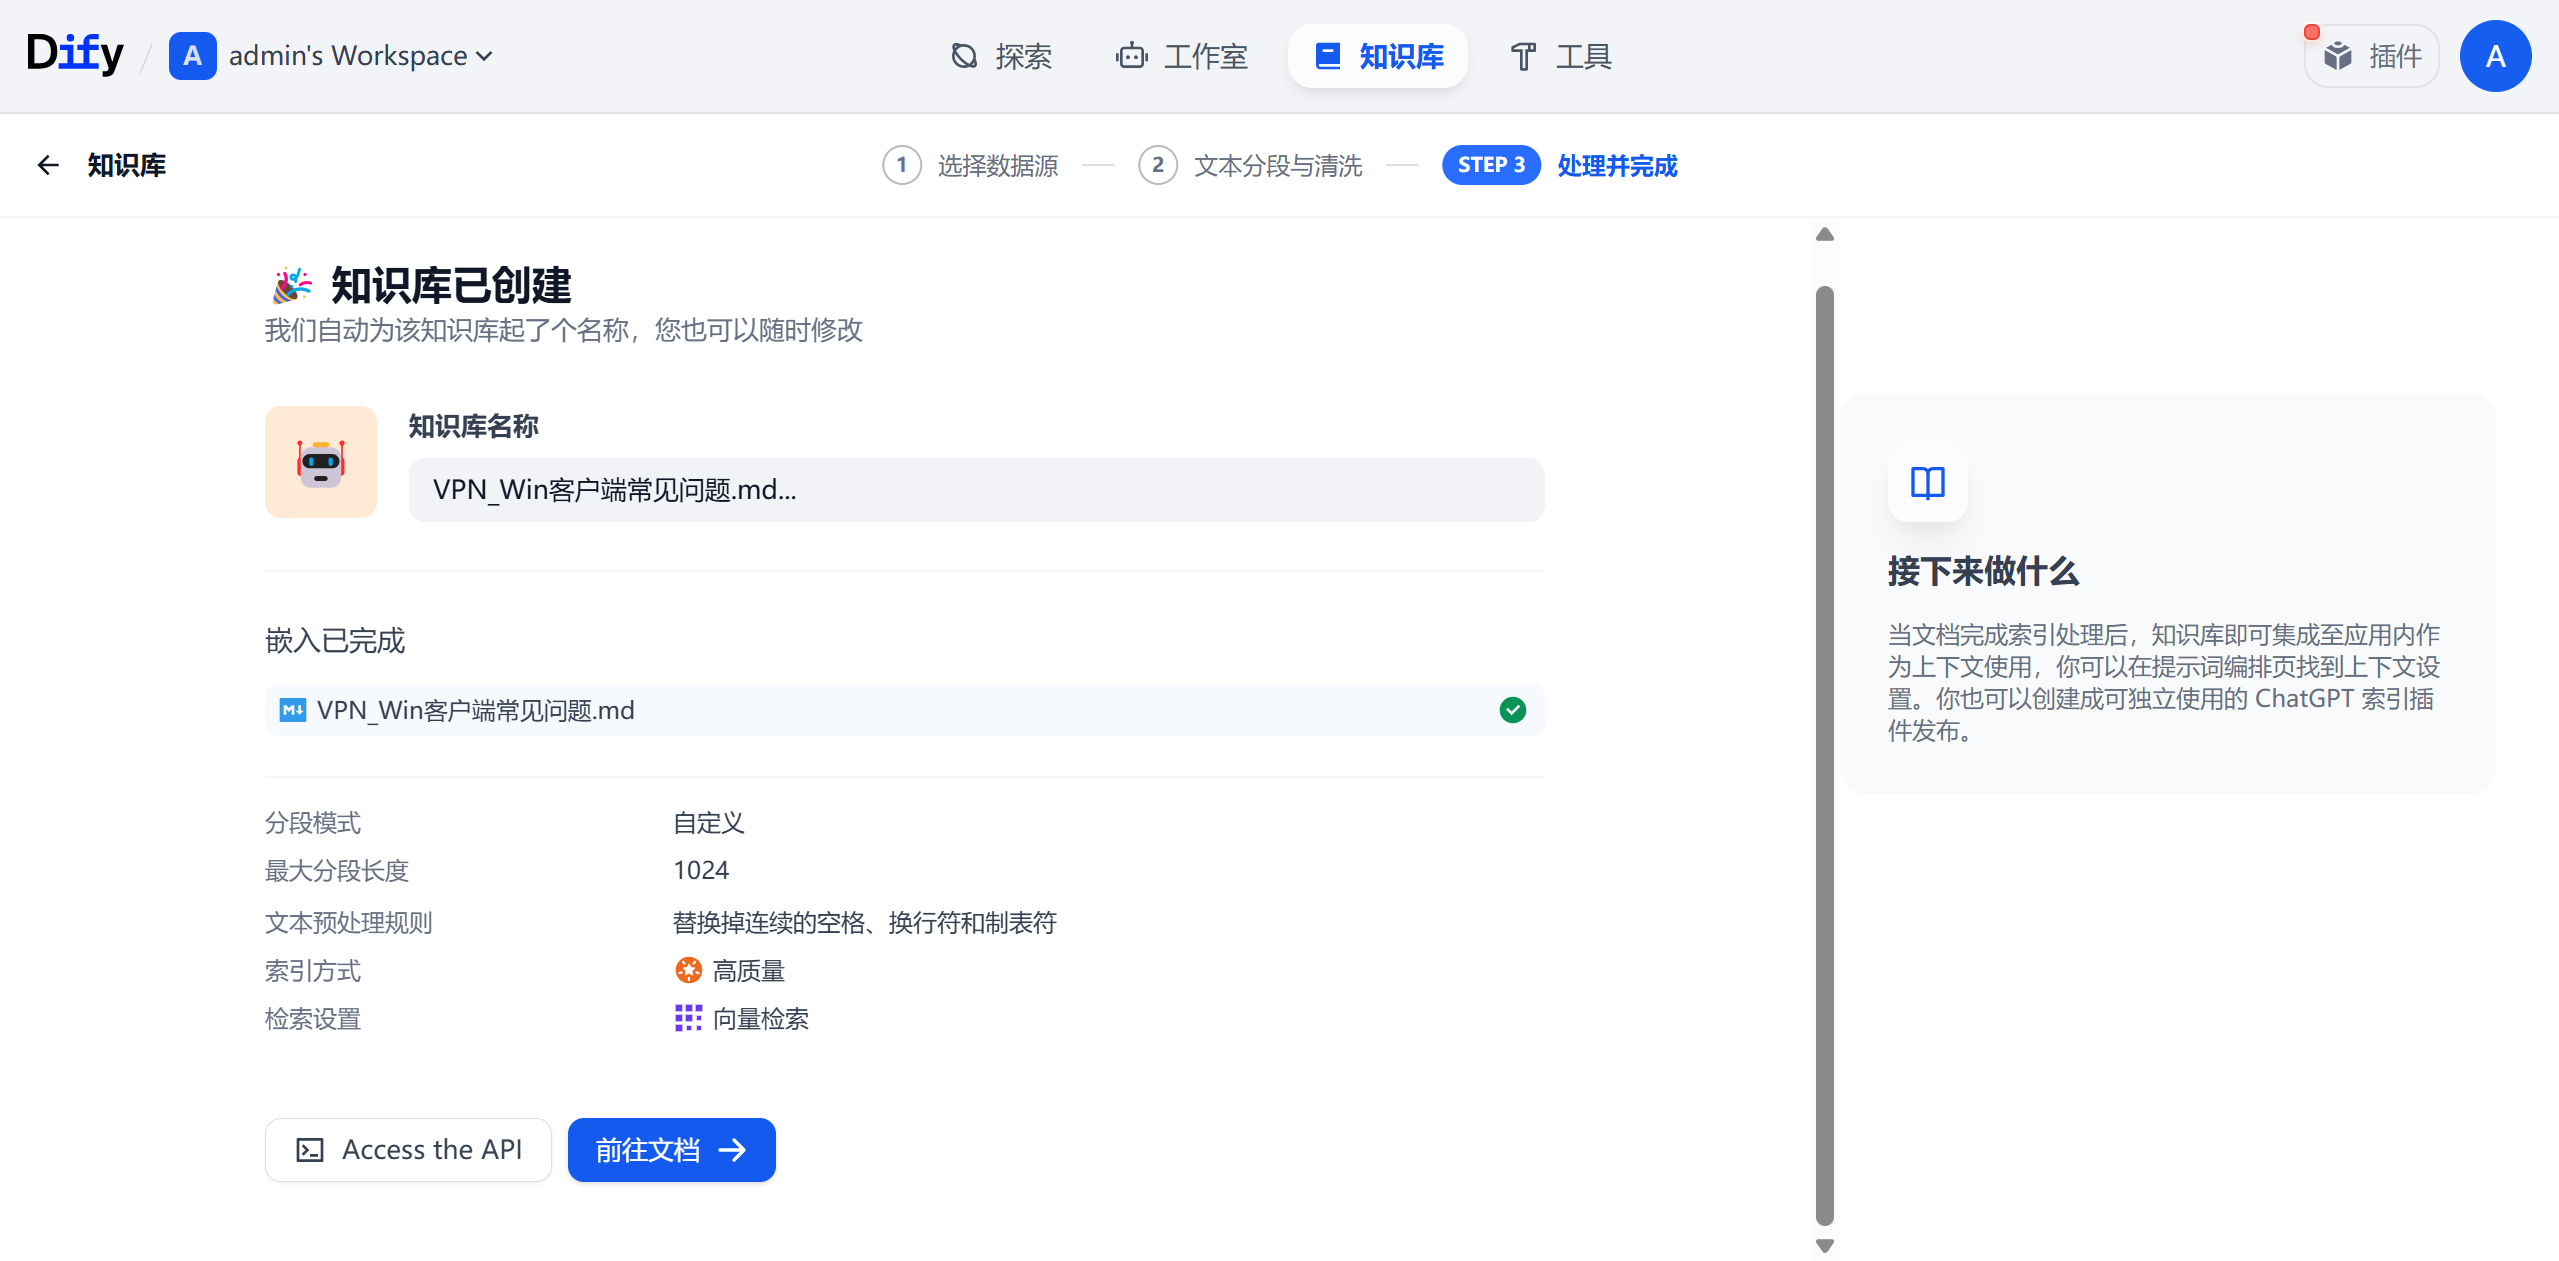 Dify / A admin's Workspace
探索
工作室
知识库
工具
插件
A
知识库
1 选择数据源
2 文本分段与清洗
STEP 3 处理并完成
知识库已创建
我们自动为该知识库起了个名称，您也可以随时修改
知识库名称
VPN_Win客户端常见问题.md...
嵌入已完成
M VPN_Win客户端常见问题.md
分段模式 自定义
最大分段长度 1024
文本预处理规则 替换掉连续的空格、换行符和制表符
索引方式 高质量
检索设置 向量检索
Access the API
前往文档
接下来做什么
当文档完成索引处理后，知识库即可集成至应用内作
为上下文使用，你可以在提示词编排页找到上下文设
置。你也可以创建成可独立使用的 ChatGPT 索引插
件发布。